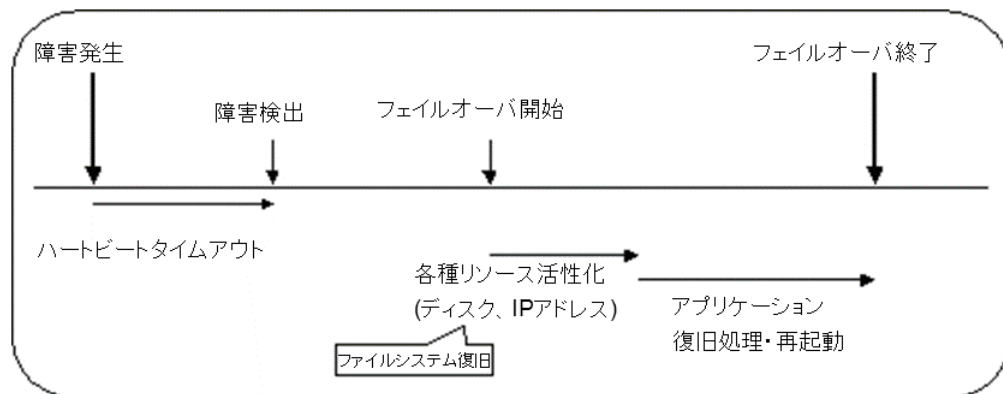 障害発生
フェイルオーバ終了
障害検出
フェイルオーバ開始
ハートビートタイムアウト
各種リソース活性化
(ディスク、IPアドレス)
ファイルシステム復旧
アプリケーション
復旧処理・再起動